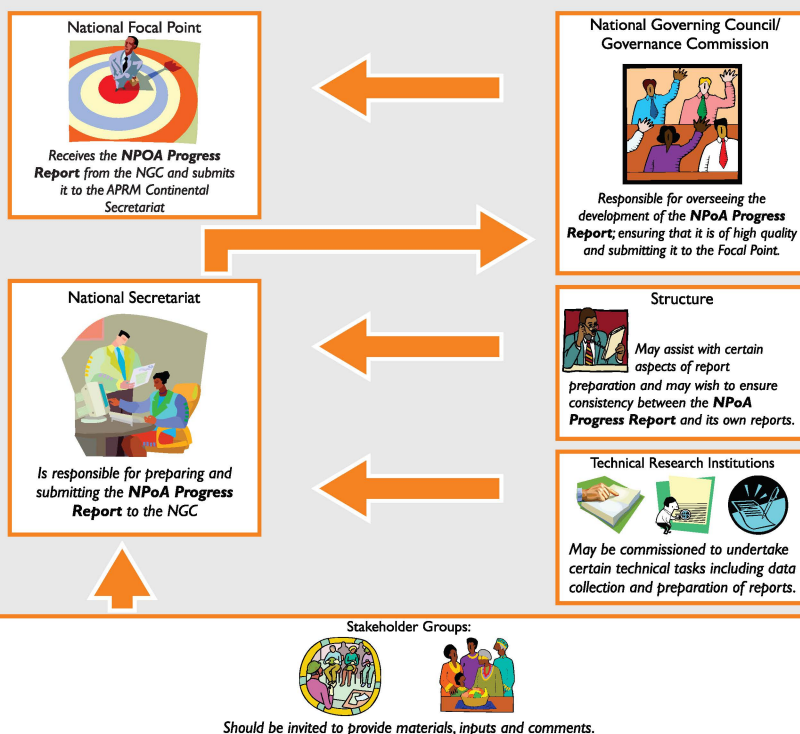 National Focal Point
Receives the NPOA Progress
Report from the NGC and submits
it to the APRM Continental
Secretariat
National Governing Council/
Governance Commission
Responsible for overseeing the
development of the NPoA Progress
Report; ensuring that it is of high quality
and submitting it to the Focal Point.
National Secretariat
Is responsible for preparing and
submitting the NPoA Progress
Report to the NGC
Structure
May assist with certain
aspects of report
preparation and may wish to ensure
consistency between the NPoA
Progress Report and its own reports.
Technical Research Institutions
May be commissioned to undertake
certain technical tasks including data
collection and preparation of reports.
Stakeholder Groups:
Should be invited to provide materials, inputs and comments.